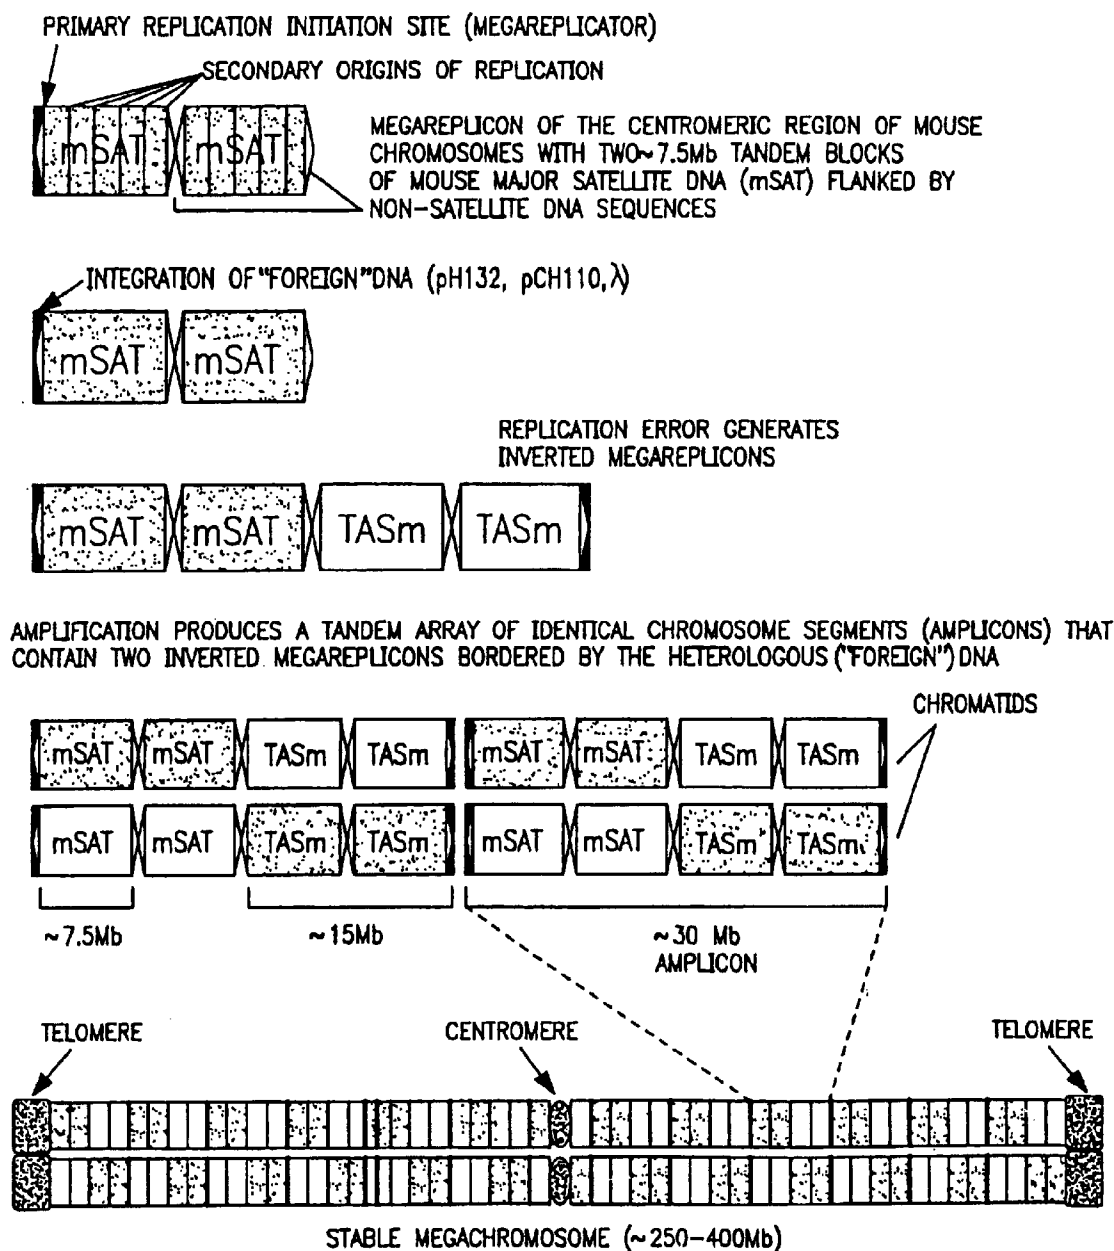 PRIMARY REPLICATION INITIATION SITE (MEGAREPLICATOR)
SECONDARY ORIGINS OF REPLICATION
mSAT mSAT
MEGAREPLICON OF THE CENTROMERIC REGION OF MOUSE
CHROMOSOMES WITH TWO~7.5Mb TANDEM BLOCKS
OF MOUSE MAJOR SATELLITE DNA (mSAT) FLANKED BY
NON-SATELLITE DNA SEQUENCES
INTEGRATION OF "FOREIGN" DNA (pH132, pCH110, λ)
mSAT mSAT
REPLICATION ERROR GENERATES
INVERTED MEGAREPLICONS
mSAT mSAT TASm TASm
AMPLIFICATION PRODUCES A TANDEM ARRAY OF IDENTICAL CHROMOSOME SEGMENTS (AMPLICONS) THAT
CONTAIN TWO INVERTED MEGAREPLICONS BORDERED BY THE HETEROLOGOUS ("FOREIGN") DNA
CHROMATIDS
mSAT mSAT TASm TASm mSAT mSAT TASm TASm
mSAT mSAT TASm TASm mSAT mSAT TASm TASm
~7.5Mb ~15Mb ~30 Mb
AMPLICON
TELOMERE CENTROMERE TELOMERE
STABLE MEGACHROMOSOME (~250-400Mb)